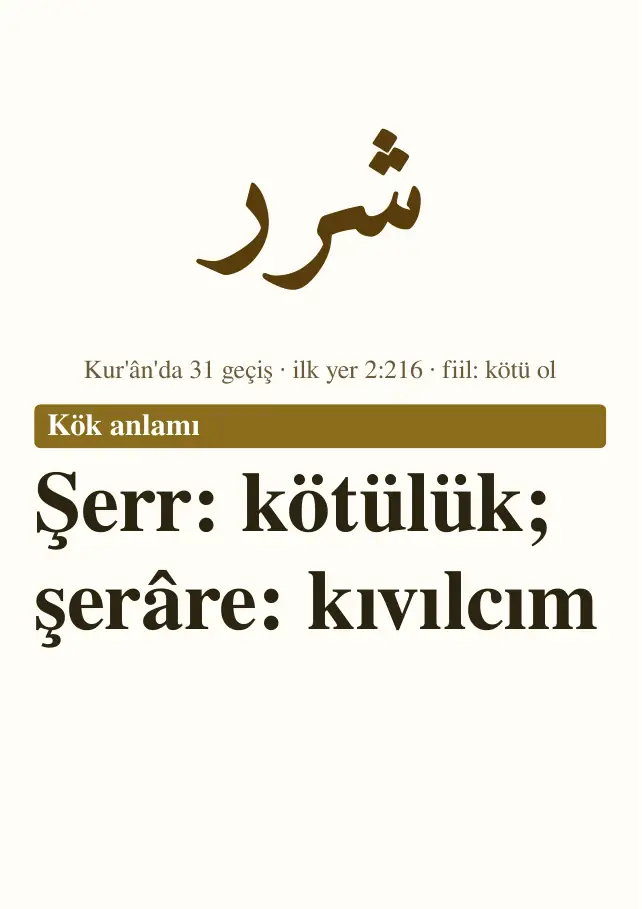 شرر
Kur'ân'da 31 geçiş · ilk yer 2:216 · fiil: kötü ol
Kök anlamı
Şerr: kötülük;
şerâre: kıvılcım